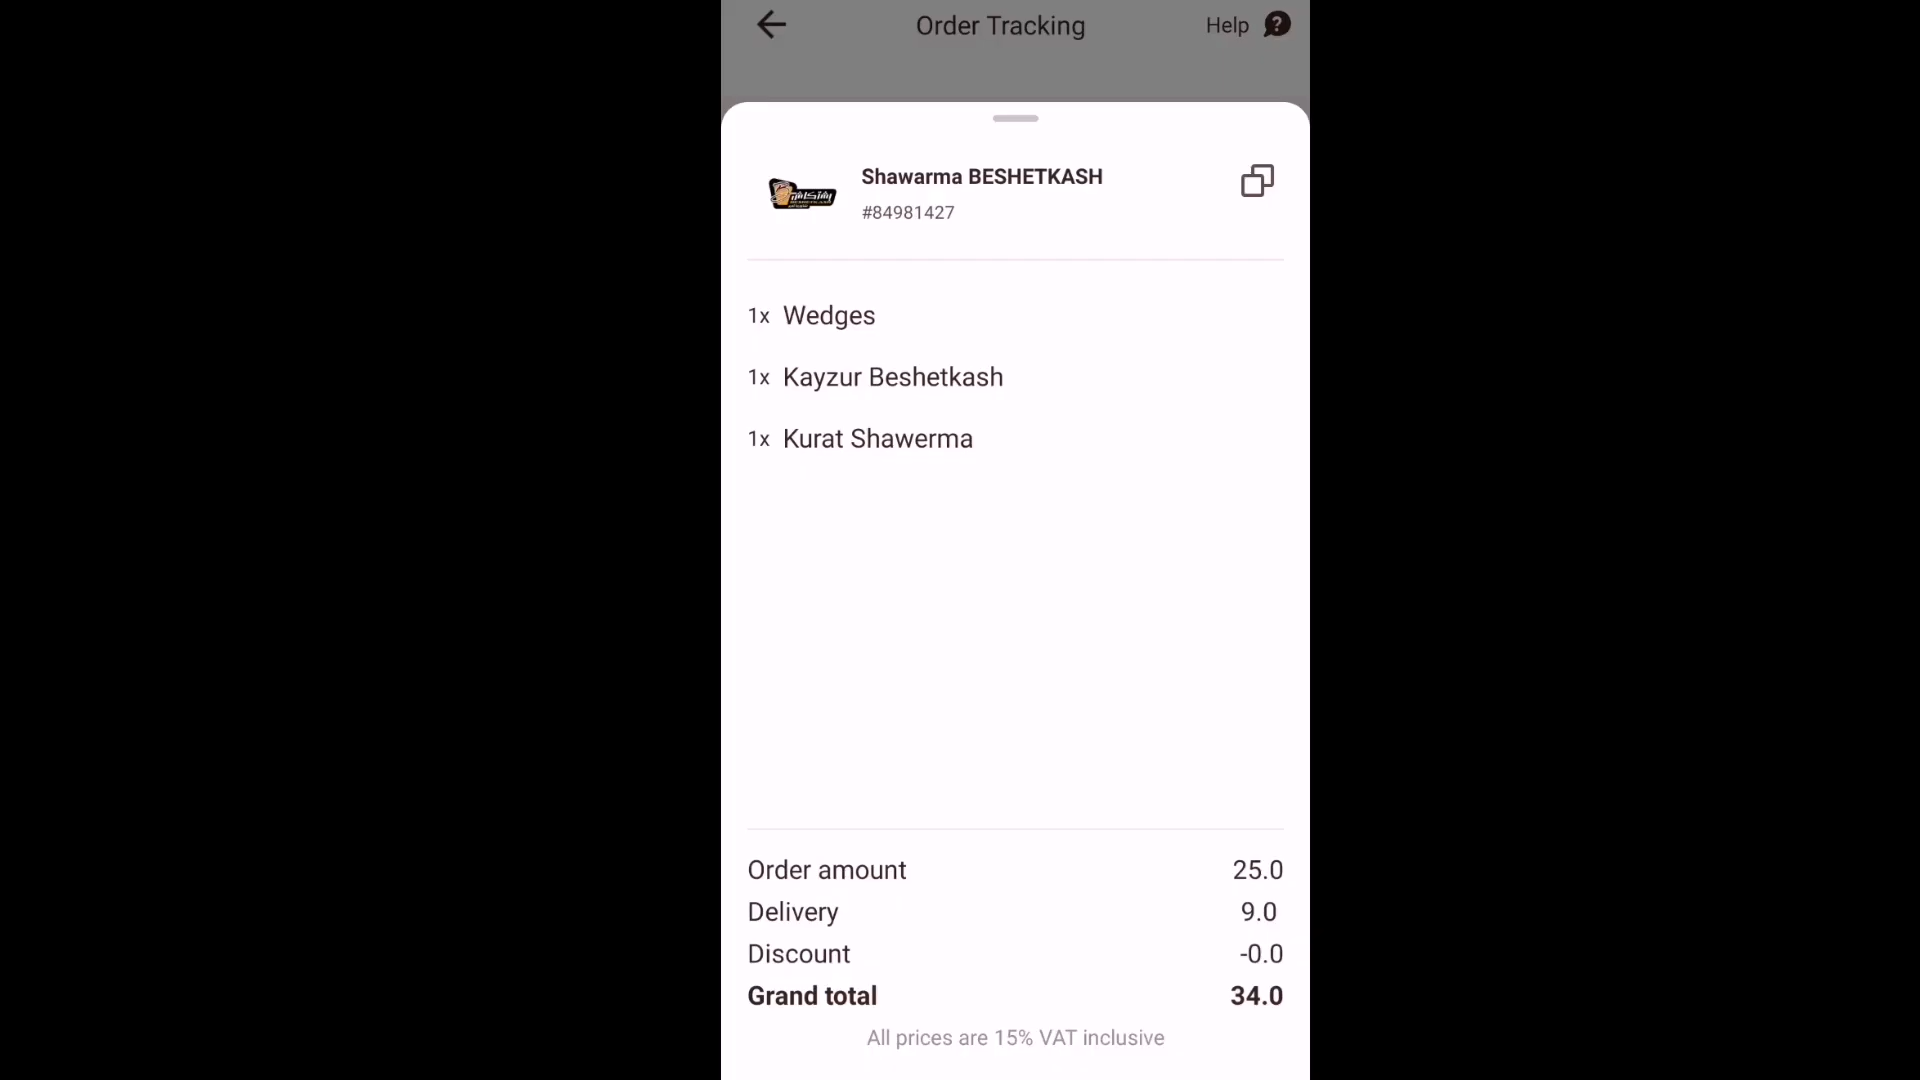 Order Tracking
Help
Shawarma BESHETKASH
#84981427
1x Wedges
1x Kayzur Beshetkash
1x Kurat Shawerma
Order amount 25.0
Delivery 9.0
Discount -0.0
Grand total 34.0
All prices are 15% VAT inclusive